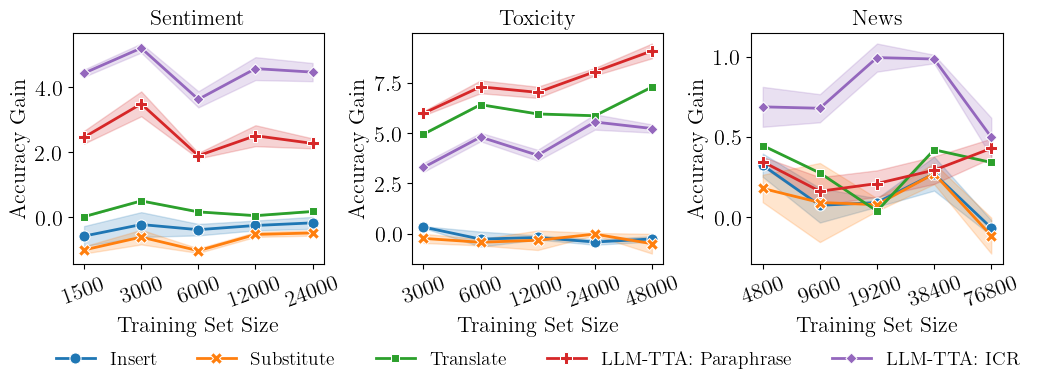 Sentiment
Toxicity
News
Accuracy Gain
4.0
2.0
0.0
1500
3000
6000
12000
24000
Training Set Size
Accuracy Gain
7.5
5.0
2.5
0.0
3000
6000
12000
24000
48000
Training Set Size
Accuracy Gain
1.0
0.5
0.0
4800
9600
19200
38400
76800
Training Set Size
Insert
Substitute
Translate
LLM-TTA: Paraphrase
LLM-TTA: ICR